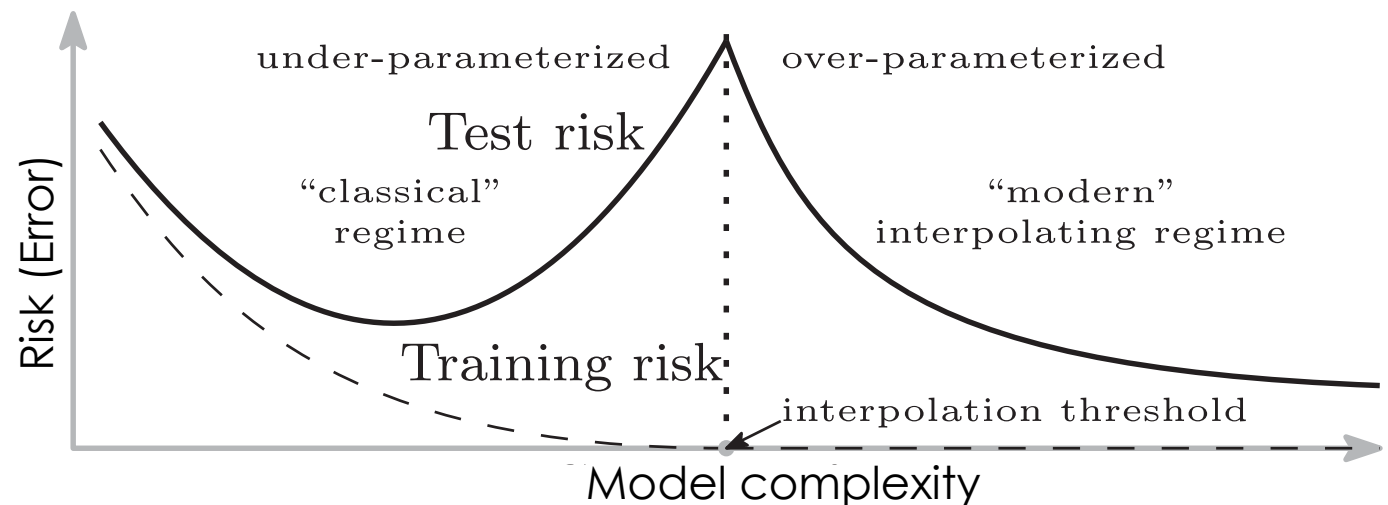 under-parameterized
over-parameterized
Test risk
“classical”
regime
“modern”
interpolating regime
Risk (Error)
Training risk
interpolation threshold
Model complexity